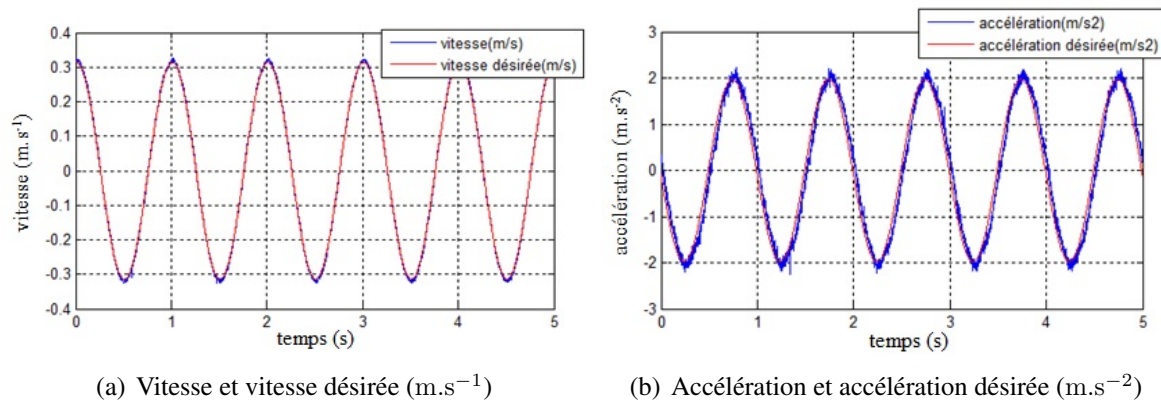 0.4
0.3
0.2
0.1
0
-0.1
-0.2
-0.3
-0.4
vitesse (m.s⁻¹)
vitesse(m/s)
vitesse désirée(m/s)
0 1 2 3 4 5
temps (s)
(a) Vitesse et vitesse désirée (m.s⁻¹)
3
2
1
0
-1
-2
-3
accéleration (m.s⁻²)
accélération(m/s2)
accélération désirée(m/s2)
0 1 2 3 4 5
temps (s)
(b) Accélération et accélération désirée (m.s⁻²)